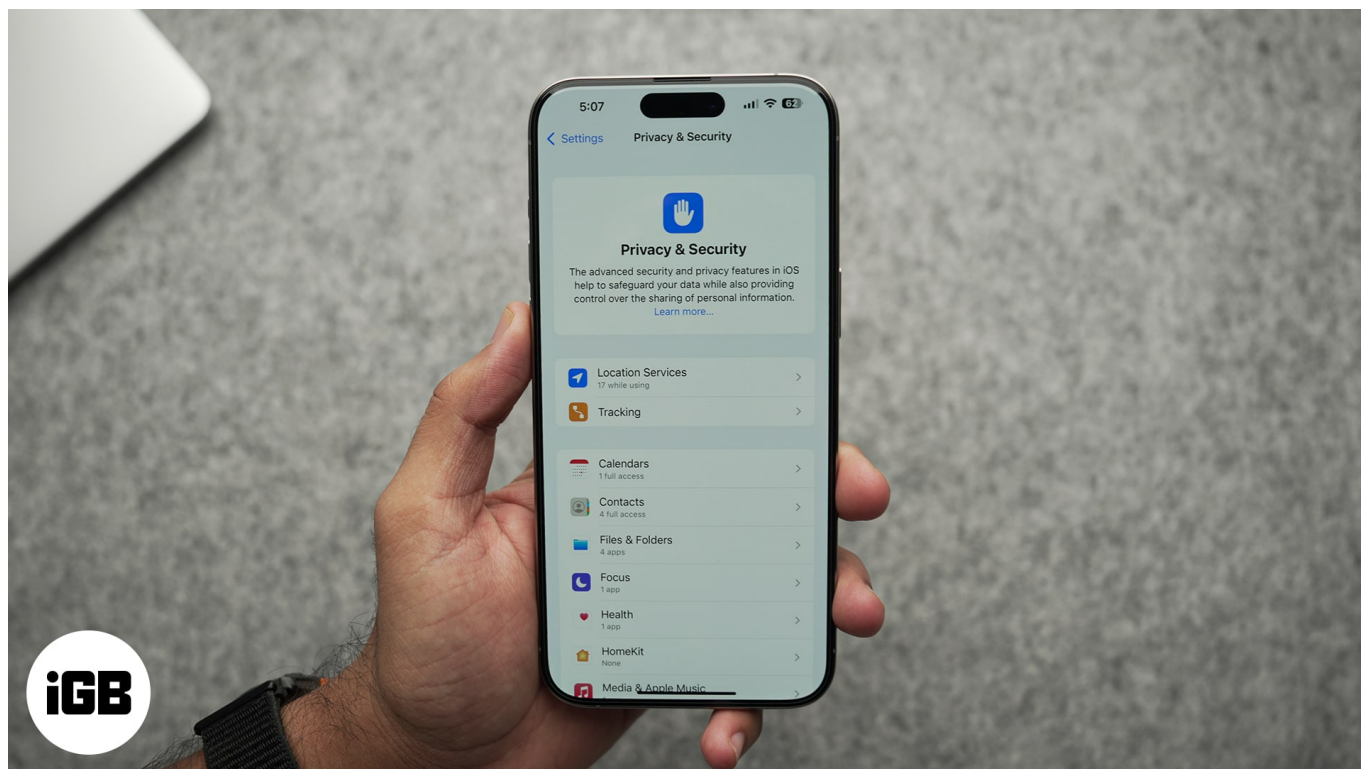 5:07
62
Settings
Privacy & Security
Privacy & Security
The advanced security and privacy features in iOS
help to safeguard your data while also providing
control over the sharing of personal information.
Learn more...
Location Services
17 while using
Tracking
Calendars
1 full access
Contacts
4 full access
Files & Folders
4 apps
Focus
1 app
Health
1 app
HomeKit
None
Media & Apple Music
iGB